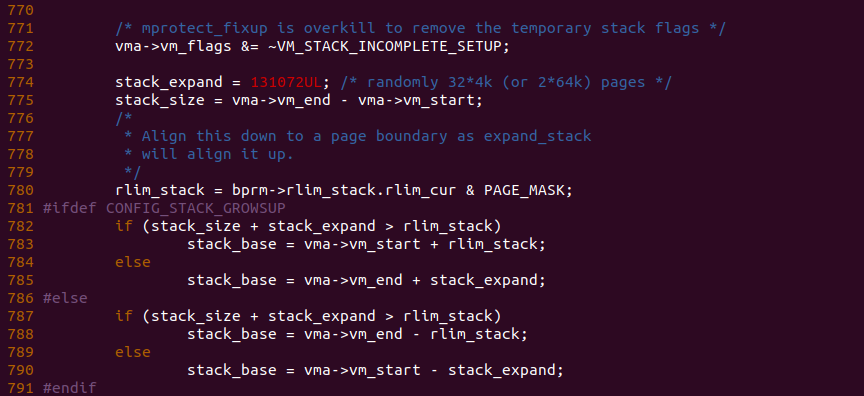 770
771         /* mprotect_fixup is overkill to remove the temporary stack flags */
772         vma->vm_flags &= ~VM_STACK_INCOMPLETE_SETUP;
773
774         stack_expand = 131072UL; /* randomly 32*4k (or 2*64k) pages */
775         stack_size = vma->vm_end - vma->vm_start;
776         /*
777          * Align this down to a page boundary as expand_stack
778          * will align it up.
779          */
780         rlim_stack = bprm->rlim_stack.rlim_cur & PAGE_MASK;
781 #ifdef CONFIG_STACK_GROWSUP
782         if (stack_size + stack_expand > rlim_stack)
783                 stack_base = vma->vm_start + rlim_stack;
784         else
785                 stack_base = vma->vm_end + stack_expand;
786 #else
787         if (stack_size + stack_expand > rlim_stack)
788                 stack_base = vma->vm_end - rlim_stack;
789         else
790                 stack_base = vma->vm_start - stack_expand;
791 #endif